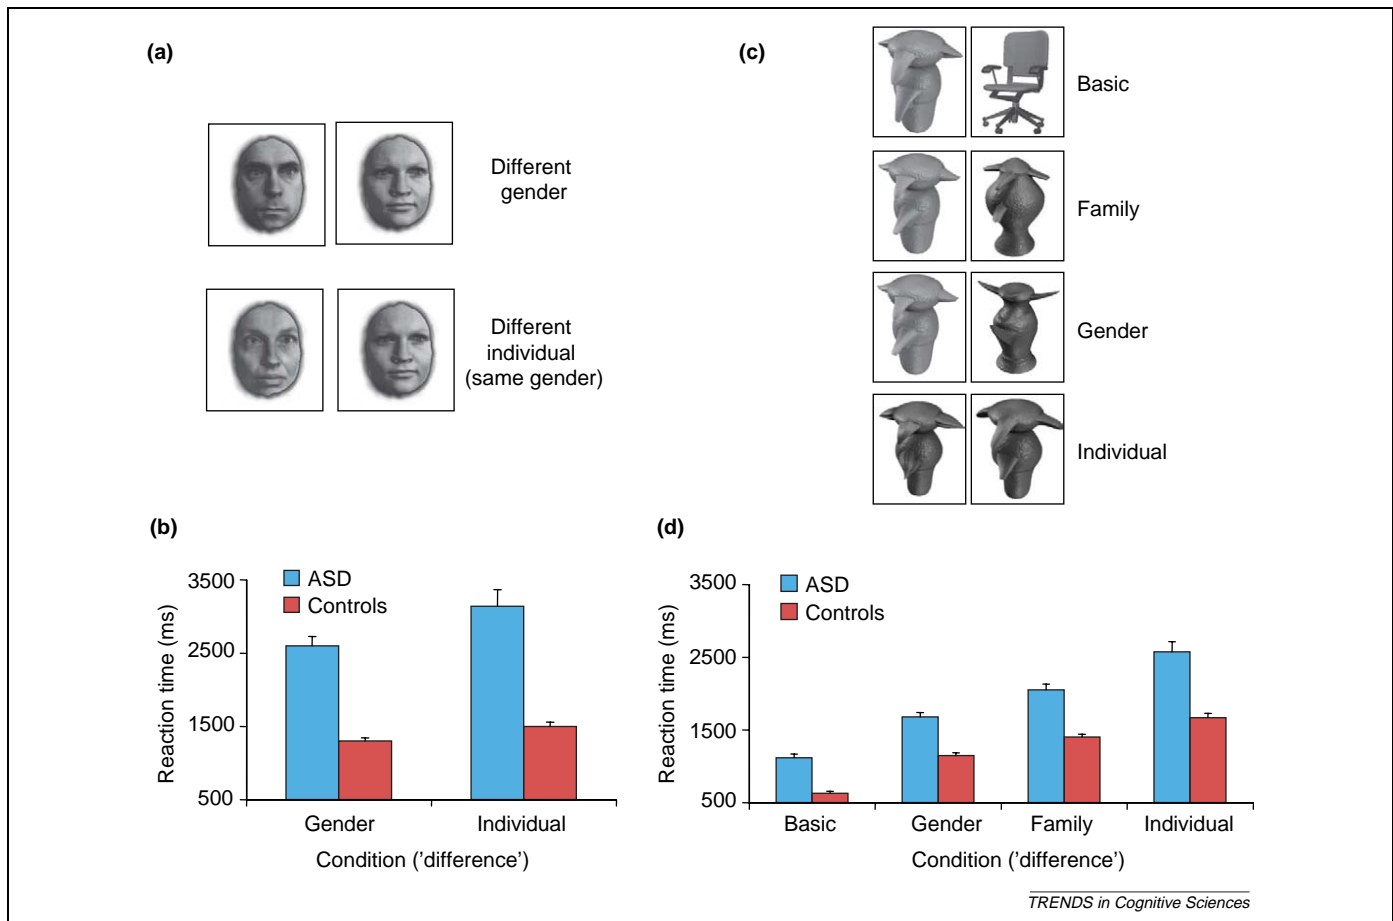 (a)
Different
gender
Different
individual
(same gender)
(c)
Basic
Family
Gender
Individual
(b)
ASD
Controls
Reaction time (ms)
3500
2500
1500
500
Gender Individual
Condition ('difference')
(d)
ASD
Controls
Reaction time (ms)
3500
2500
1500
500
Basic Gender Family Individual
Condition ('difference')
TRENDS in Cognitive Sciences